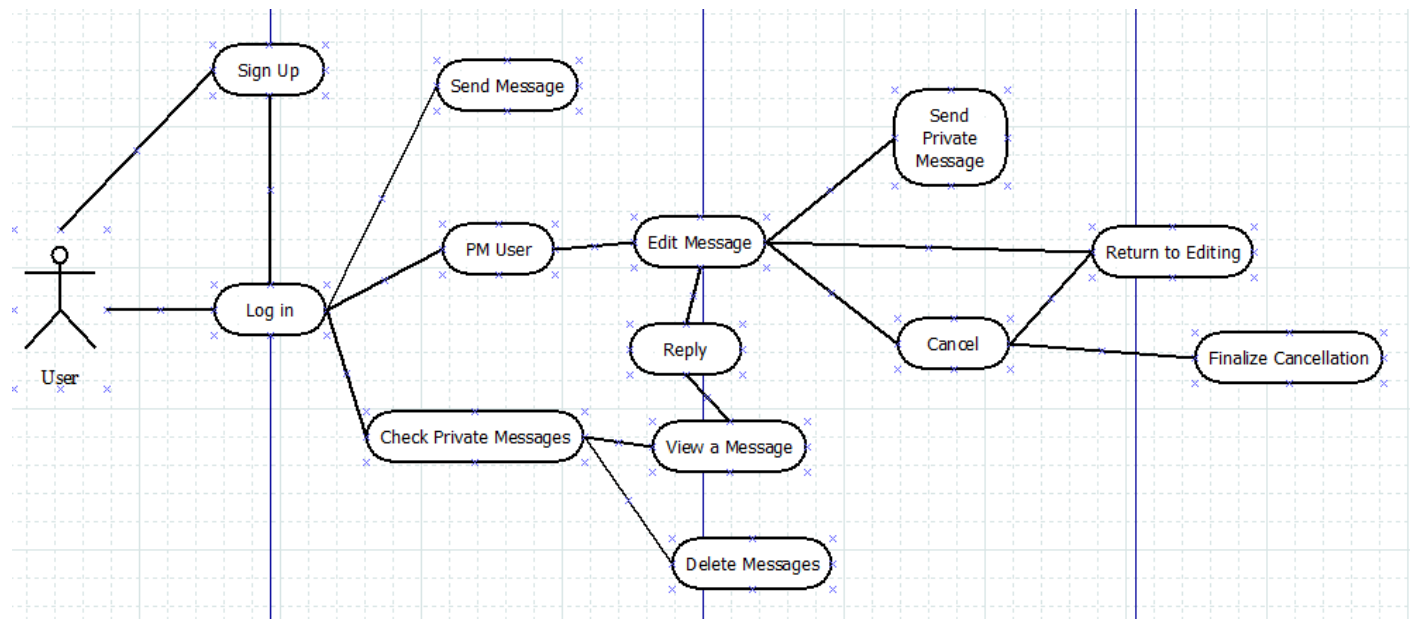 Sign Up
Send Message
Send
Private
Message
PM User
Edit Message
Return to Editing
Log in
Reply
Cancel
Finalize Cancellation
User
Check Private Messages
View a Message
Delete Messages